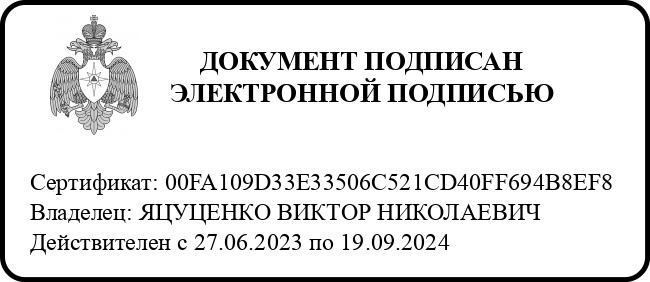 ДОКУМЕНТ ПОДПИСАН
ЭЛЕКТРОННОЙ ПОДПИСЬЮ
Сертификат: 00FA109D33E33506C521CD40FF694B8EF8
Владелец: ЯЦУЦЕНКО ВИКТОР НИКОЛАЕВИЧ
Действителен с 27.06.2023 по 19.09.2024